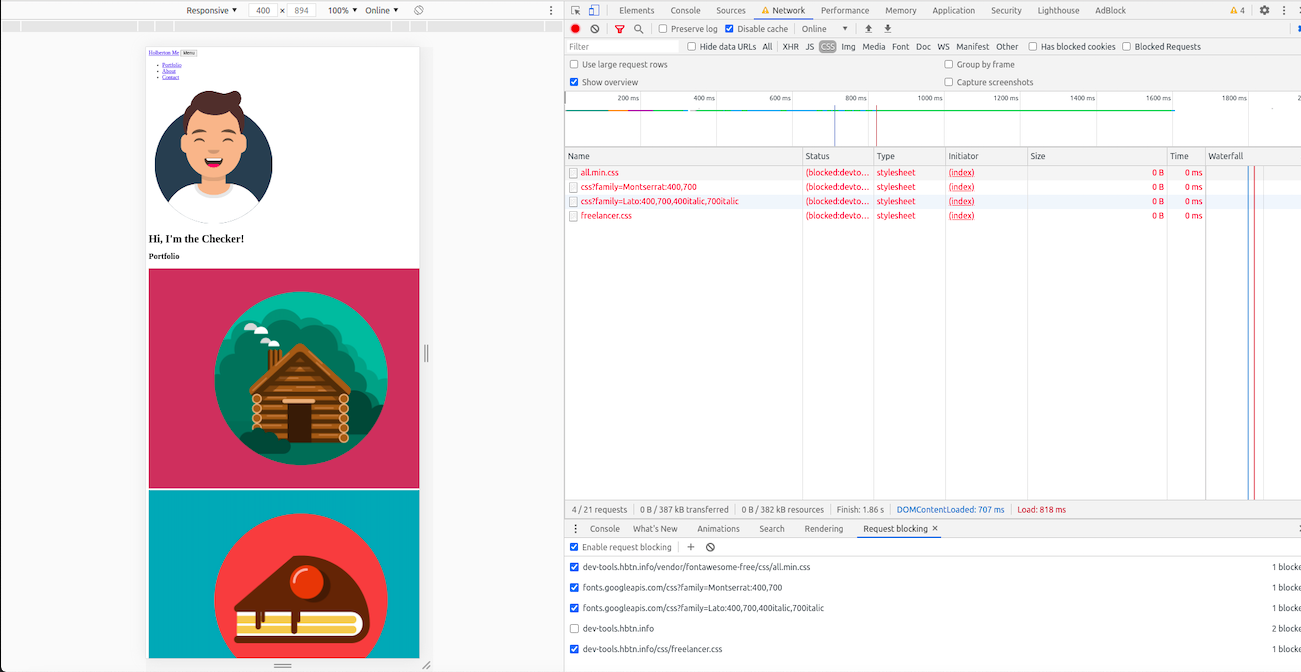 Responsive 400 × 894 100% Online
Elements Console Sources Network Performance Memory Application Security Lighthouse AdBlock 4
Preserve log Disable cache Online
Filter Hide data URLs All XHR JS CSS Img Media Font Doc WS Manifest Other Has blocked cookies Blocked Requests
Use large request rows Group by frame
Show overview Capture screenshots
200 ms 400 ms 600 ms 800 ms 1000 ms 1200 ms 1400 ms 1600 ms 1800 ms 2
Name Status Type Initiator Size Time Waterfall
all.min.css (blocked:devto... stylesheet (index) 0 B 0 ms
css?family=Montserrat:400,700 (blocked:devto... stylesheet (index) 0 B 0 ms
css?family=Lato:400,700,400italic,700italic (blocked:devto... stylesheet (index) 0 B 0 ms
freelancer.css (blocked:devto... stylesheet (index) 0 B 0 ms
Holberton Me Menu
Portfolio
About
Contact
Hi, I'm the Checker!
Portfolio
4 / 21 requests 0 B / 387 kB transferred 0 B / 382 kB resources Finish: 1.86 s DOMContentLoaded: 707 ms Load: 818 ms
Console What's New Animations Search Rendering Request blocking ×
Enable request blocking
dev-tools.hbtn.info/vendor/fontawesome-free/css/all.min.css 1 blocke
fonts.googleapis.com/css?family=Montserrat:400,700 1 blocke
fonts.googleapis.com/css?family=Lato:400,700,400italic,700italic 1 blocke
dev-tools.hbtn.info 2 blocke
dev-tools.hbtn.info/css/freelancer.css 1 blocke